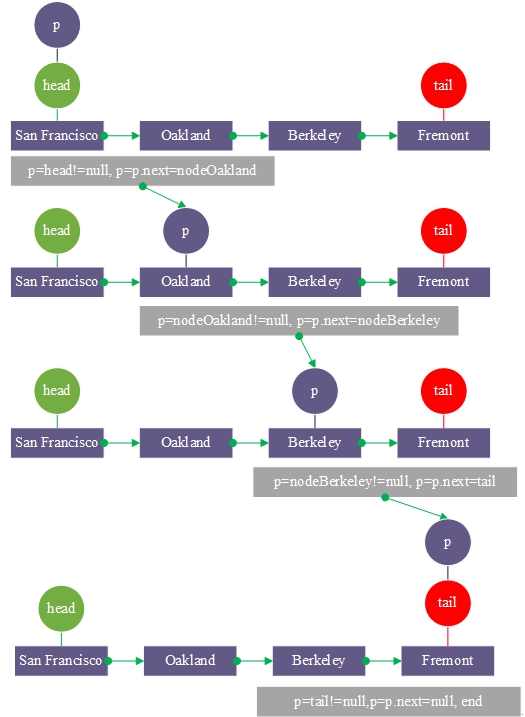 p
head
tail
San Francisco
Oakland
Berkeley
Fremont
p=head!=null, p=p.next=nodeOakland
head
p
tail
San Francisco
Oakland
Berkeley
Fremont
p=nodeOakland!=null, p=p.next=nodeBerkeley
head
p
tail
San Francisco
Oakland
Berkeley
Fremont
p=nodeBerkeley!=null, p=p.next=tail
p
head
tail
San Francisco
Oakland
Berkeley
Fremont
p=tail!=null,p=p.next=null, end